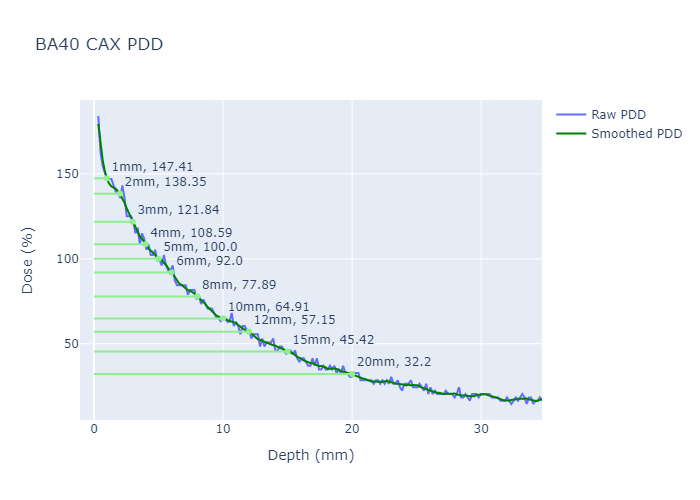 BA40 CAX PDD
Raw PDD
Smoothed PDD
1mm, 147.41
2mm, 138.35
3mm, 121.84
4mm, 108.59
5mm, 100.0
6mm, 92.0
8mm, 77.89
10mm, 64.91
12mm, 57.15
15mm, 45.42
20mm, 32.2
150
100
50
Dose (%)
0 10 20 30
Depth (mm)